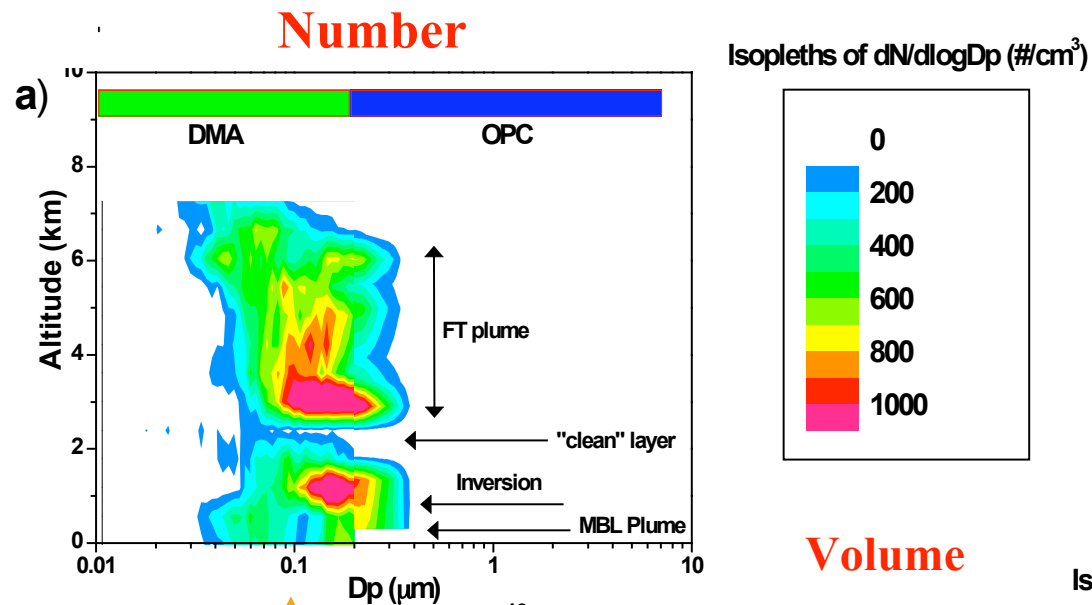 Number
Isopleths of dN/dlogDp (#/cm³)
a)
DMA
OPC
10
8
6
4
2
0
Altitude (km)
FT plume
"clean" layer
Inversion
MBL Plume
0.01
0.1
1
10
Dp (μm)
0
200
400
600
800
1000
Volume
Is